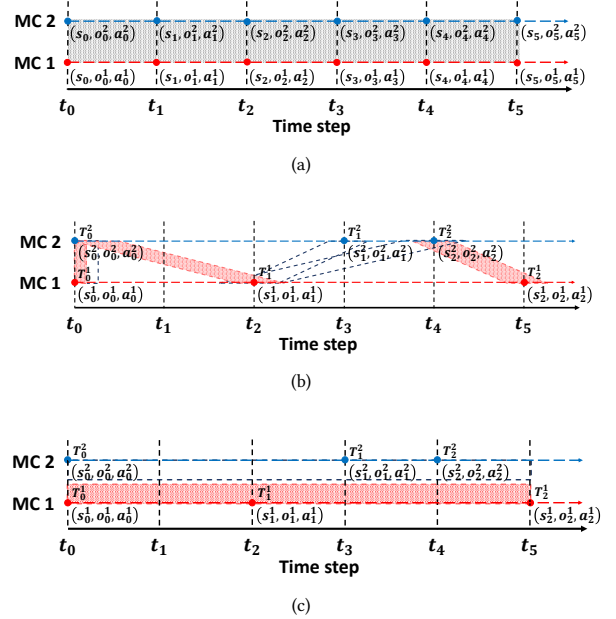 MC 2
(s₀, o₀², a₀²) (s₁, o₁², a₁²) (s₂, o₂², a₂²) (s₃, o₃², a₃²) (s₄, o₄², a₄²) (s₅, o₅², a₅²)
MC 1
(s₀, o₀¹, a₀¹) (s₁, o₁¹, a₁¹) (s₂, o₂¹, a₂¹) (s₃, o₃¹, a₃¹) (s₄, o₄¹, a₄¹) (s₅, o₅¹, a₅¹)
t₀ t₁ t₂ t₃ t₄ t₅
Time step
(a)
T₀² T₁² T₂²
MC 2
(s₀², o₀², a₀²) (s₁², o₁², a₁²) (s₂², o₂², a₂²)
T₀¹ T₁¹ T₂¹
MC 1
(s₀¹, o₀¹, a₀¹) (s₁¹, o₁¹, a₁¹) (s₂¹, o₂¹, a₂¹)
t₀ t₁ t₂ t₃ t₄ t₅
Time step
(b)
T₀² T₁² T₂²
MC 2
(s₀², o₀², a₀²) (s₁², o₁², a₁²) (s₂², o₂², a₂²)
T₀¹ T₁¹ T₂¹
MC 1
(s₀¹, o₀¹, a₀¹) (s₁¹, o₁¹, a₁¹) (s₂¹, o₂¹, a₂¹)
t₀ t₁ t₂ t₃ t₄ t₅
Time step
(c)